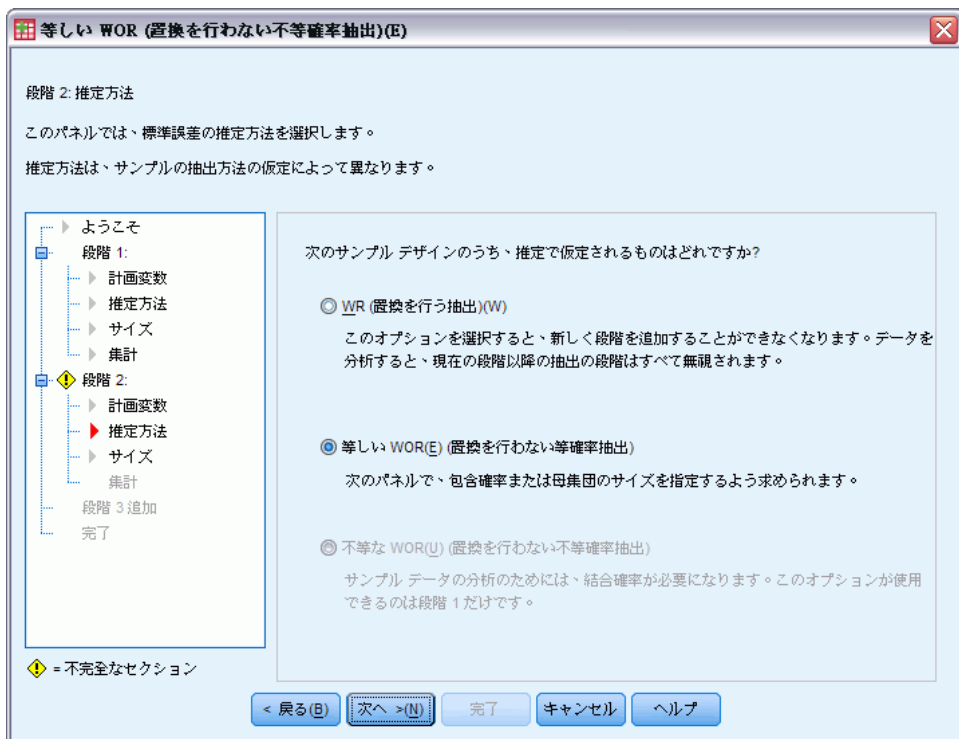 等しい WOR (置換を行わない不等確率抽出)(E)
段階 2: 推定方法
このパネルでは、標準誤差の推定方法を選択します。
推定方法は、サンプルの抽出方法の仮定によって異なります。
ようこそ
段階 1:
計画変数
推定方法
サイズ
集計
段階 2:
計画変数
推定方法
サイズ
集計
段階 3 追加
完了
! = 不完全なセクション
次のサンプル デザインのうち、推定で仮定されるものはどれですか?
WR (置換を行う抽出)(W)
このオプションを選択すると、新しく段階を追加することができなくなります。データを
分析すると、現在の段階以降の抽出の段階はすべて無視されます。
等しい WOR(E) (置換を行わない等確率抽出)
次のパネルで、包含確率または母集団のサイズを指定するよう求められます。
不等な WOR(U) (置換を行わない不等確率抽出)
サンプル データの分析のためには、結合確率が必要になります。このオプションが使用
できるのは段階 1 だけです。
< 戻る(B)
次へ >(N)
完了
キャンセル
ヘルプ